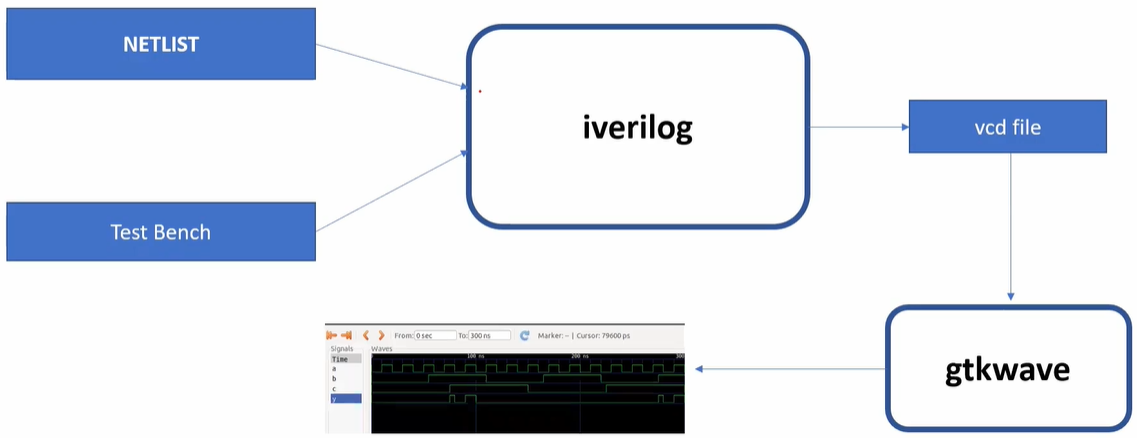 NETLIST
iverilog
vcd file
Test Bench
From: 0 sec To: 300 ns Marker: -- | Cursor: 79600 ps
Signals Waves
Time 100 ns 200 ns 300
a
b
c
y
gtkwave